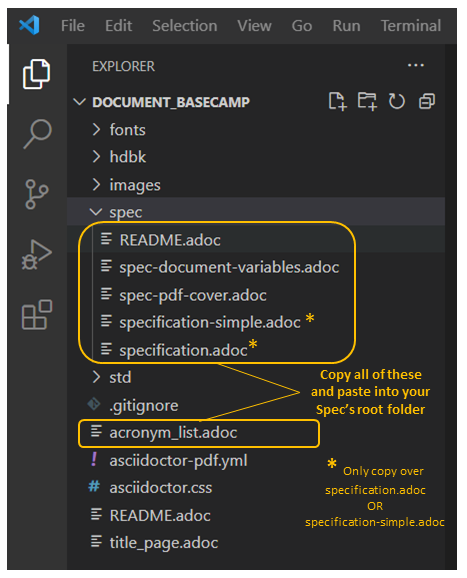 File Edit Selection View Go Run Terminal
EXPLORER ...
DOCUMENT_BASECAMP
fonts
hdbk
images
spec
README.adoc
spec-document-variables.adoc
spec-pdf-cover.adoc
specification-simple.adoc *
specification.adoc *
std
Copy all of these
and paste into your
Spec's root folder
.gitignore
acronym_list.adoc
! asciidoctor-pdf.yml
# asciidoctor.css
README.adoc
title_page.adoc
* Only copy over
specification.adoc
OR
specification-simple.adoc